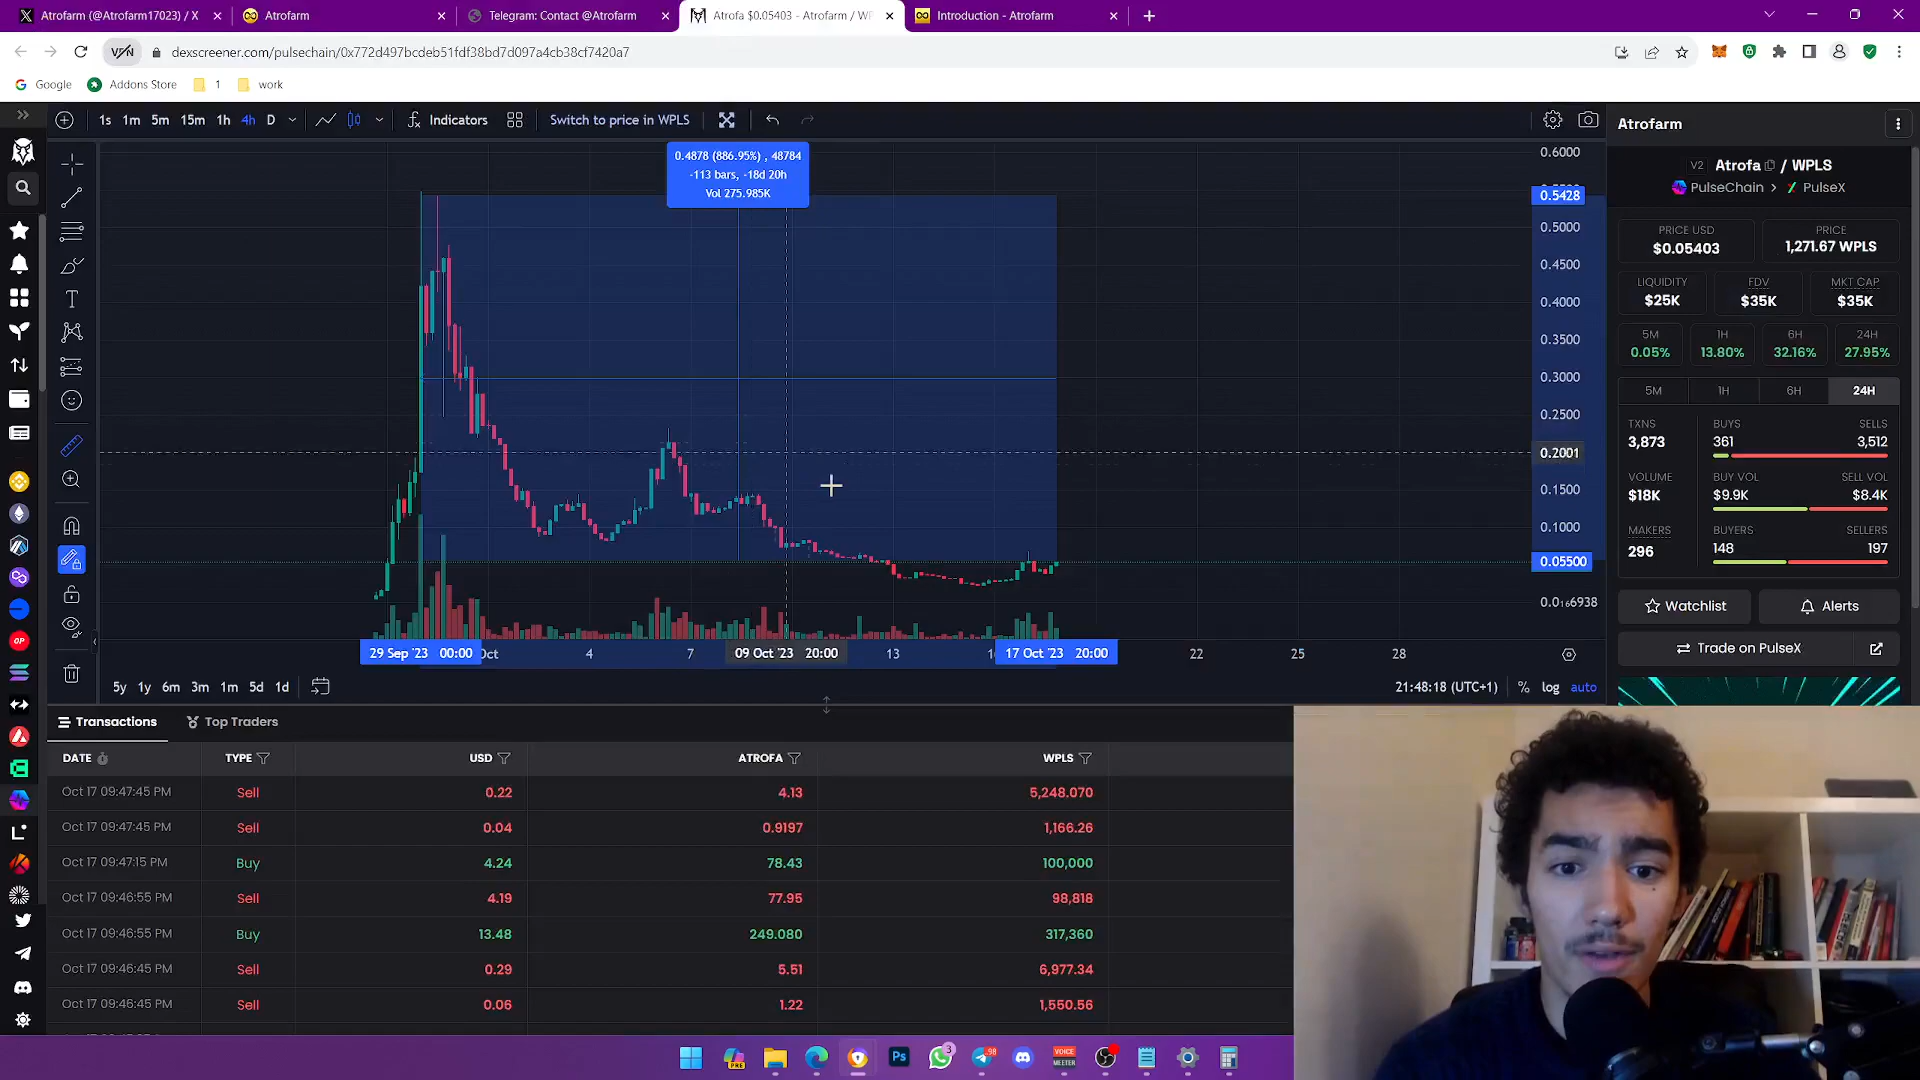 Atrofarm (@Atrofarm17023) / X
Atrofarm
Telegram: Contact @Atrofarm
Atrofa $0.05403 - Atrofarm / WP
Introduction - Atrofarm
VPN
dexscreener.com/pulsechain/0x772d497bcdeb51fdf38bd7d097a4cb38cf7420a7
Google
Addons Store
1
work
1s 1m 5m 15m 1h 4h D
Indicators
Switch to price in WPLS
0.4878 (886.95%) , 48784
-113 bars, -18d 20h
Vol 275.985K
0.6000
0.5428
0.5000
0.4500
0.4000
0.3500
0.3000
0.2500
0.2001
0.1500
0.1000
0.05500
0.0₁₆6938
29 Sep '23 00:00
Oct
4
7
09 Oct '23 20:00
13
17 Oct '23 20:00
22
25
28
5y 1y 6m 3m 1m 5d 1d
21:48:18 (UTC+1)
%
log
auto
Atrofarm
V2 Atrofa / WPLS
PulseChain > PulseX
PRICE USD
$0.05403
PRICE
1,271.67 WPLS
LIQUIDITY
$25K
FDV
$35K
MKT CAP
$35K
5M
0.05%
1H
13.80%
6H
32.16%
24H
27.95%
5M 1H 6H 24H
TXNS
3,873
BUYS
361
SELLS
3,512
VOLUME
$18K
BUY VOL
$9.9K
SELL VOL
$8.4K
MAKERS
296
BUYERS
148
SELLERS
197
Watchlist
Alerts
Trade on PulseX
Transactions
Top Traders
DATE TYPE USD ATROFA WPLS
Oct 17 09:47:45 PM Sell 0.22 4.13 5,248.070
Oct 17 09:47:45 PM Sell 0.04 0.9197 1,166.26
Oct 17 09:47:15 PM Buy 4.24 78.43 100,000
Oct 17 09:46:55 PM Sell 4.19 77.95 98,818
Oct 17 09:46:55 PM Buy 13.48 249.080 317,360
Oct 17 09:46:45 PM Sell 0.29 5.51 6,977.34
Oct 17 09:46:45 PM Sell 0.06 1.22 1,550.56
OP
PRE
Ps
3
98
VOICE
MEETER